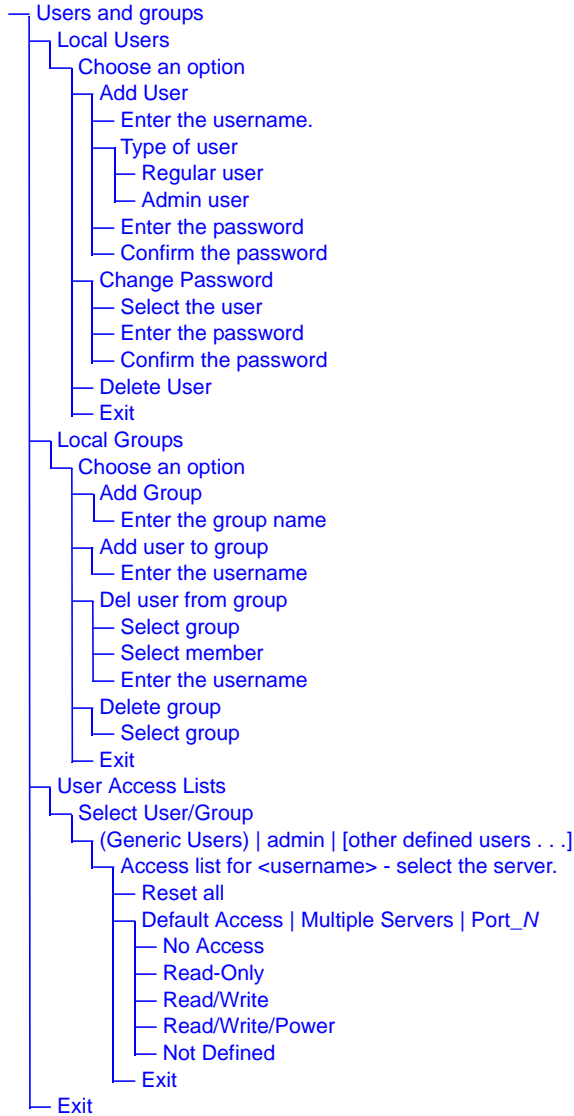 Users and groups
Local Users
Choose an option
Add User
Enter the username.
Type of user
Regular user
Admin user
Enter the password
Confirm the password
Change Password
Select the user
Enter the password
Confirm the password
Delete User
Exit
Local Groups
Choose an option
Add Group
Enter the group name
Add user to group
Enter the username
Del user from group
Select group
Select member
Enter the username
Delete group
Select group
Exit
User Access Lists
Select User/Group
(Generic Users) | admin | [other defined users . . .]
Access list for <username> - select the server.
Reset all
Default Access | Multiple Servers | Port_N
No Access
Read-Only
Read/Write
Read/Write/Power
Not Defined
Exit
Exit